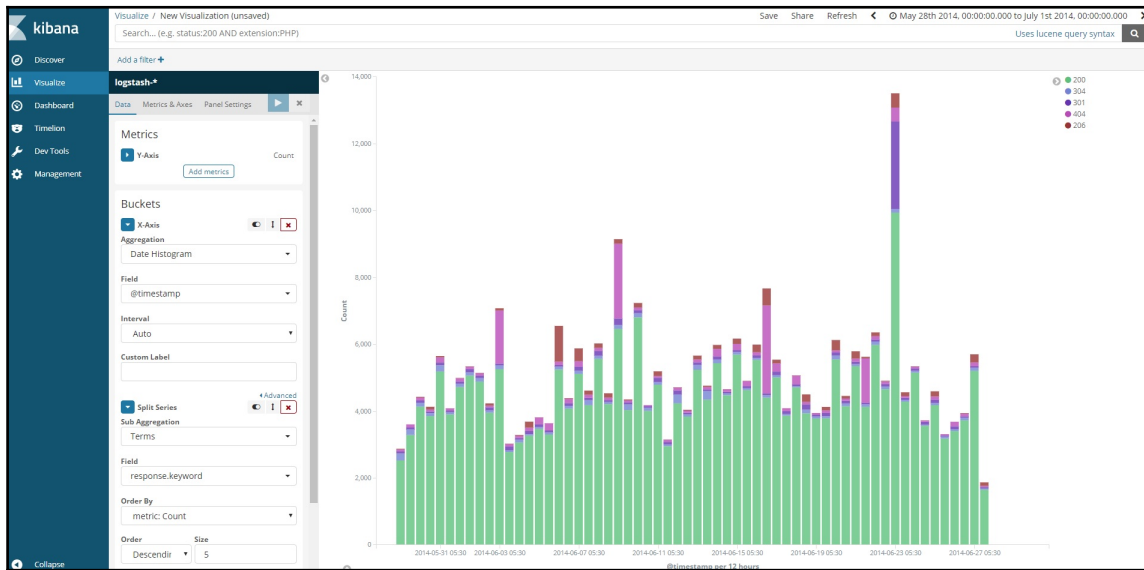 kibana
Discover
Visualize
Dashboard
Timelion
Dev Tools
Management
Collapse
Visualize / New Visualization (unsaved)
Save Share Refresh May 28th 2014, 00:00:00.000 to July 1st 2014, 00:00:00.000
Search... (e.g. status:200 AND extension:PHP)
Uses lucene query syntax
Add a filter +
logstash-*
Data Metrics & Axes Panel Settings
Metrics
Y-Axis Count
Add metrics
Buckets
X-Axis
Aggregation
Date Histogram
Field
@timestamp
Interval
Auto
Custom Label
Advanced
Split Series
Sub Aggregation
Terms
Field
response.keyword
Order By
metric: Count
Order Size
Descendir 5
14,000
12,000
10,000
8,000
6,000
4,000
2,000
0
Count
2014-05-31 05:30 2014-06-03 05:30 2014-06-07 05:30 2014-06-11 05:30 2014-06-15 05:30 2014-06-19 05:30 2014-06-23 05:30 2014-06-27 05:30
@timestamp per 12 hours
200
304
301
404
206